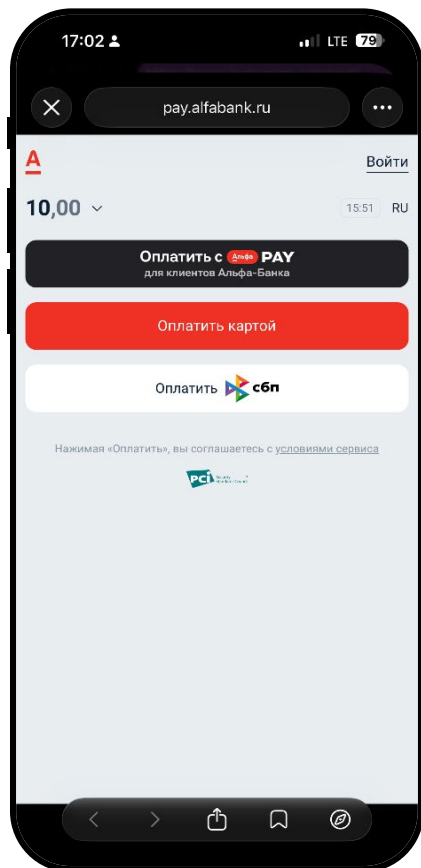 17:02
LTE 79
pay.alfabank.ru
А
Войти
10,00
15:51 RU
Оплатить с Альфа PAY
для клиентов Альфа-Банка
Оплатить картой
Оплатить сбп
Нажимая «Оплатить», вы соглашаетесь с условиями сервиса
PCi